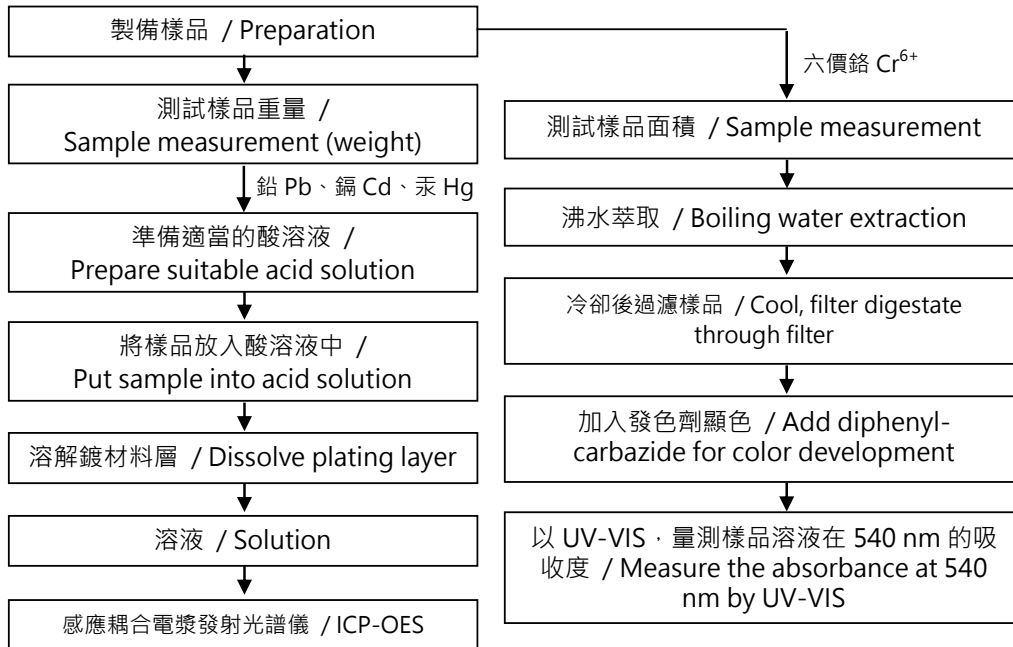 製備樣品 / Preparation
測試樣品重量 /
Sample measurement (weight)
鉛 Pb、鎘 Cd、汞 Hg
準備適當的酸溶液 /
Prepare suitable acid solution
將樣品放入酸溶液中 /
Put sample into acid solution
溶解鍍材料層 / Dissolve plating layer
溶液 / Solution
感應耦合電漿發射光譜儀 / ICP-OES
六價鉻 Cr⁶⁺
測試樣品面積 / Sample measurement
沸水萃取 / Boiling water extraction
冷卻後過濾樣品 / Cool, filter digestate
through filter
加入發色劑顯色 / Add diphenyl-
carbazide for color development
以 UV-VIS，量測樣品溶液在 540 nm 的吸
收度 / Measure the absorbance at 540
nm by UV-VIS